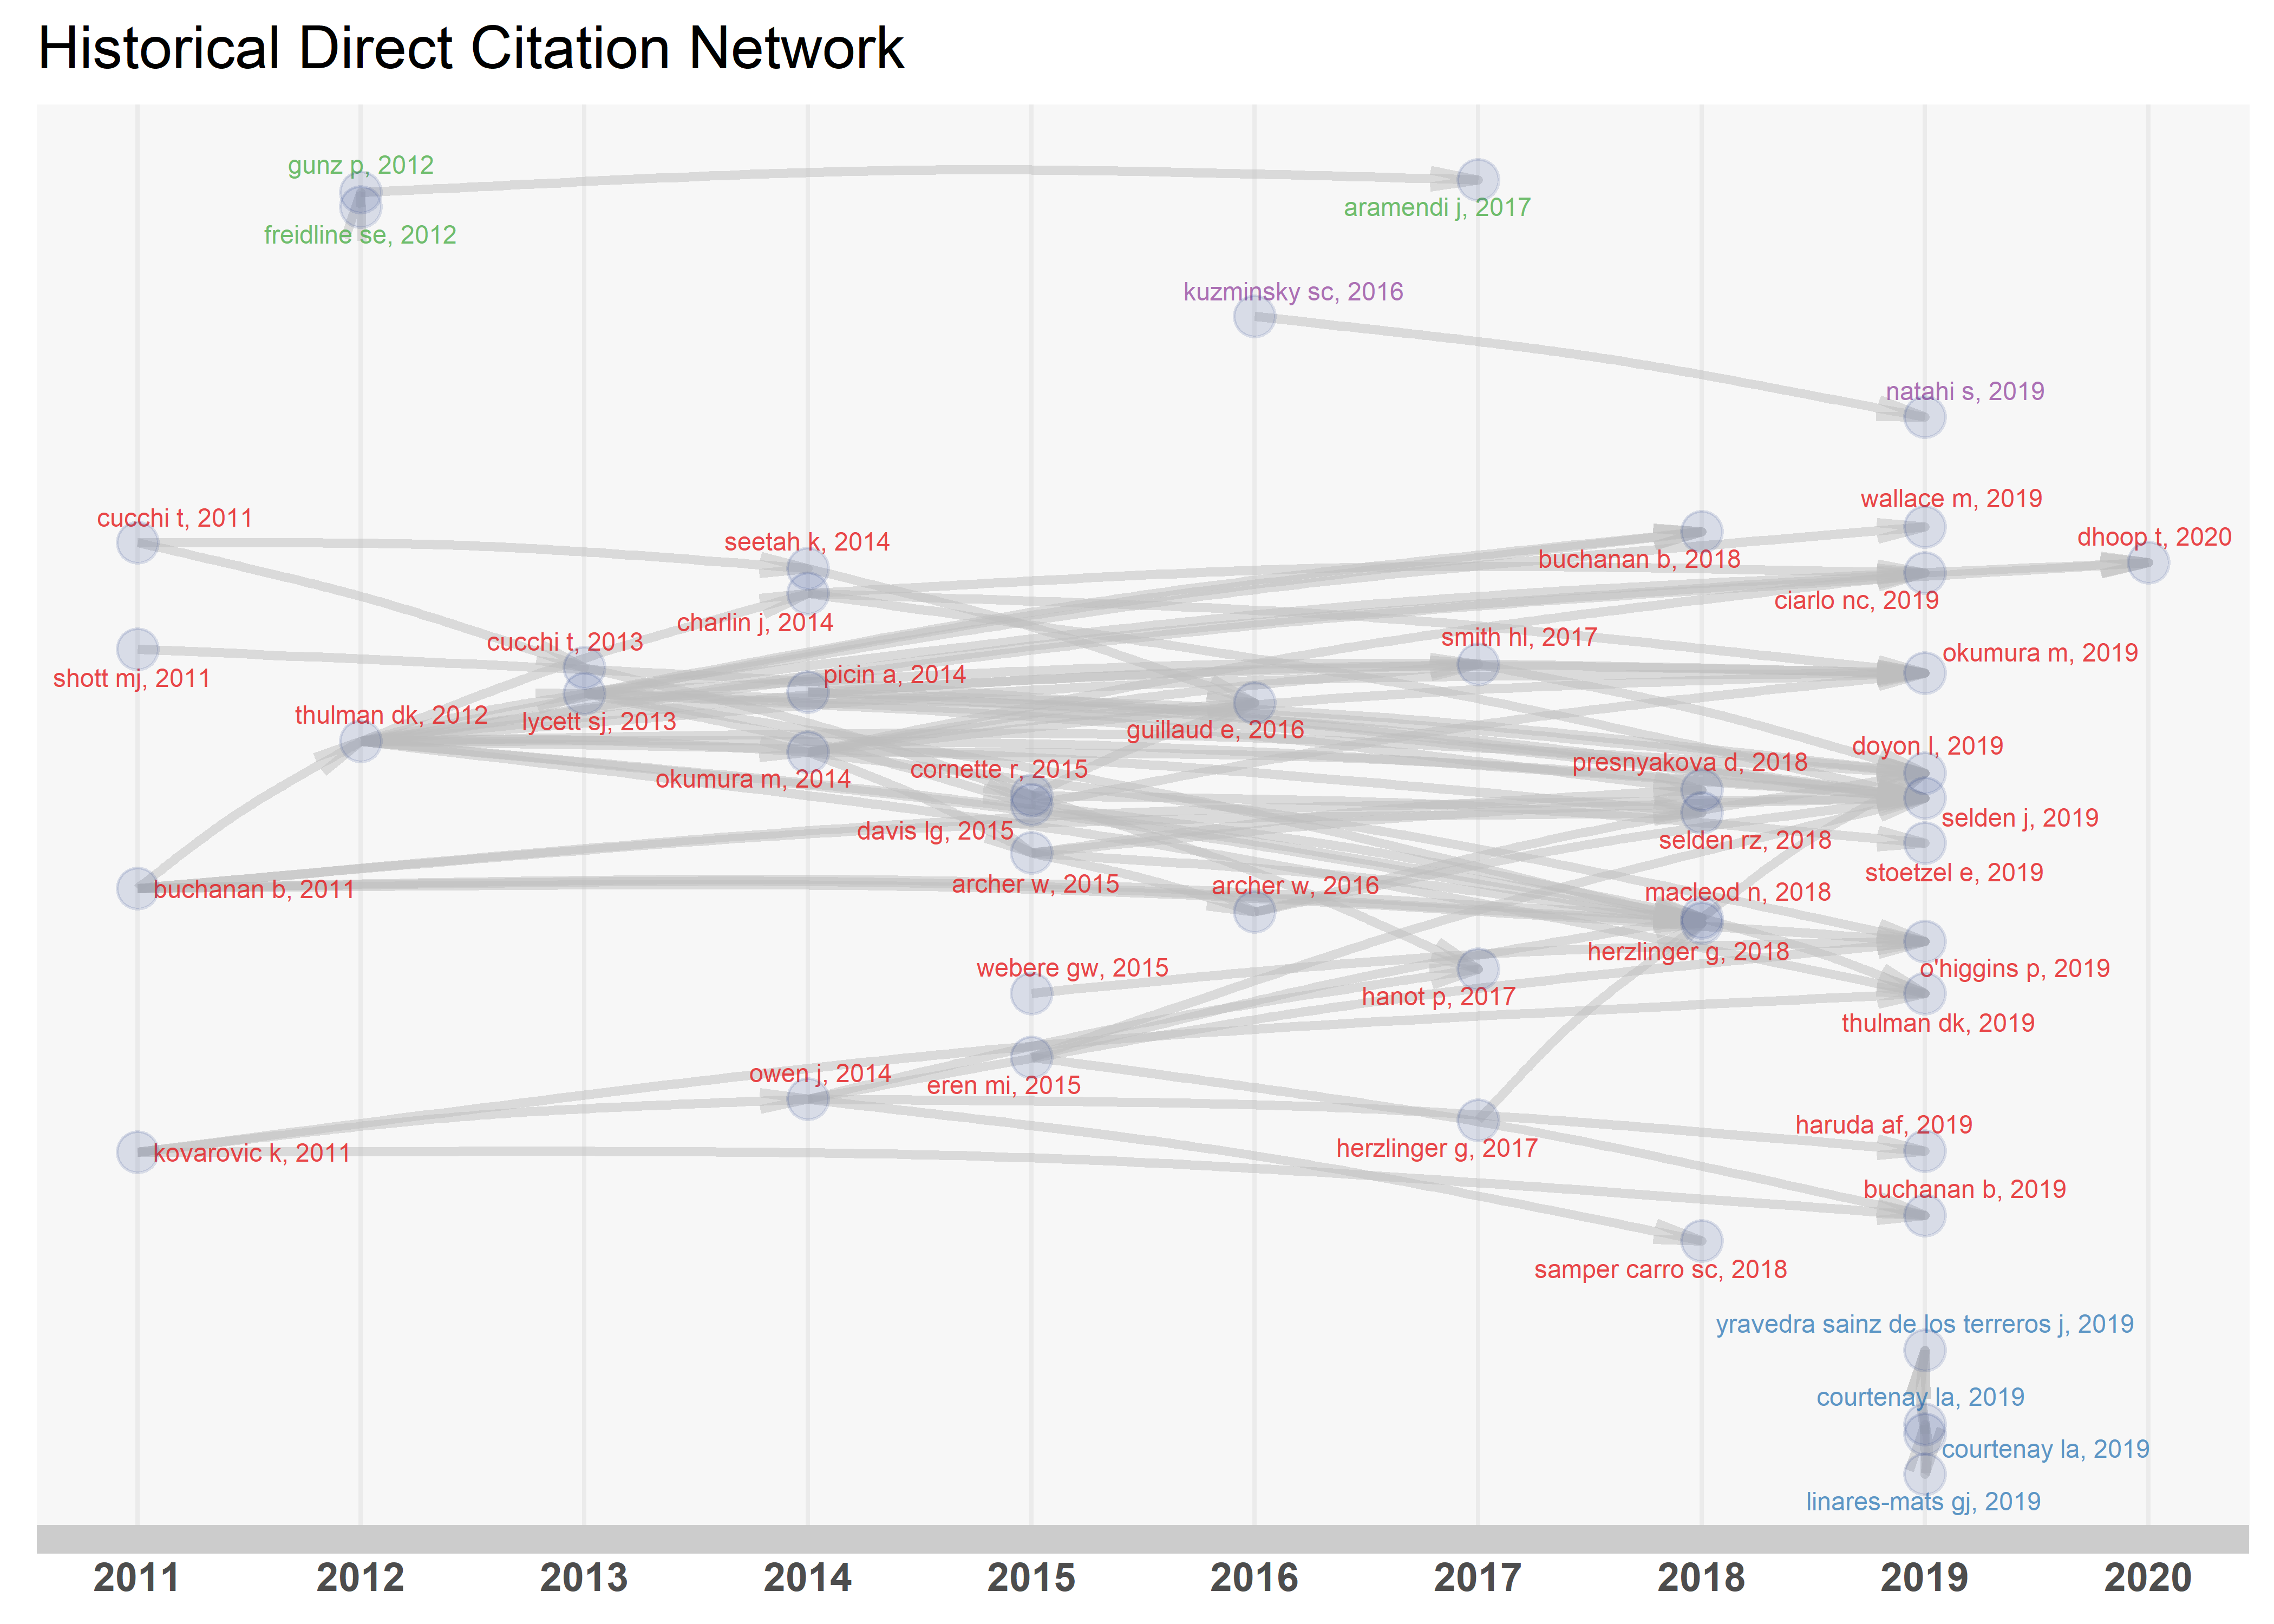 Historical Direct Citation Network
gunz p, 2012
freidline se, 2012
aramendi j, 2017
kuzminsky sc, 2016
natahi s, 2019
wallace m, 2019
cucchi t, 2011
dhoop t, 2020
seetah k, 2014
buchanan b, 2018
ciarlo nc, 2019
charlin j, 2014
smith hl, 2017
cucchi t, 2013
okumura m, 2019
shott mj, 2011
picin a, 2014
thulman dk, 2012
lycett sj, 2013
guillaud e, 2016
doyon l, 2019
presnyakova d, 2018
cornette r, 2015
okumura m, 2014
selden j, 2019
davis lg, 2015
selden rz, 2018
stoetzel e, 2019
archer w, 2015
archer w, 2016
buchanan b, 2011
macleod n, 2018
herzlinger g, 2018
webere gw, 2015
o'higgins p, 2019
hanot p, 2017
thulman dk, 2019
owen j, 2014
eren mi, 2015
haruda af, 2019
herzlinger g, 2017
kovarovic k, 2011
buchanan b, 2019
samper carro sc, 2018
yravedra sainz de los terreros j, 2019
courtenay la, 2019
courtenay la, 2019
linares-mats gj, 2019
2011 2012 2013 2014 2015 2016 2017 2018 2019 2020